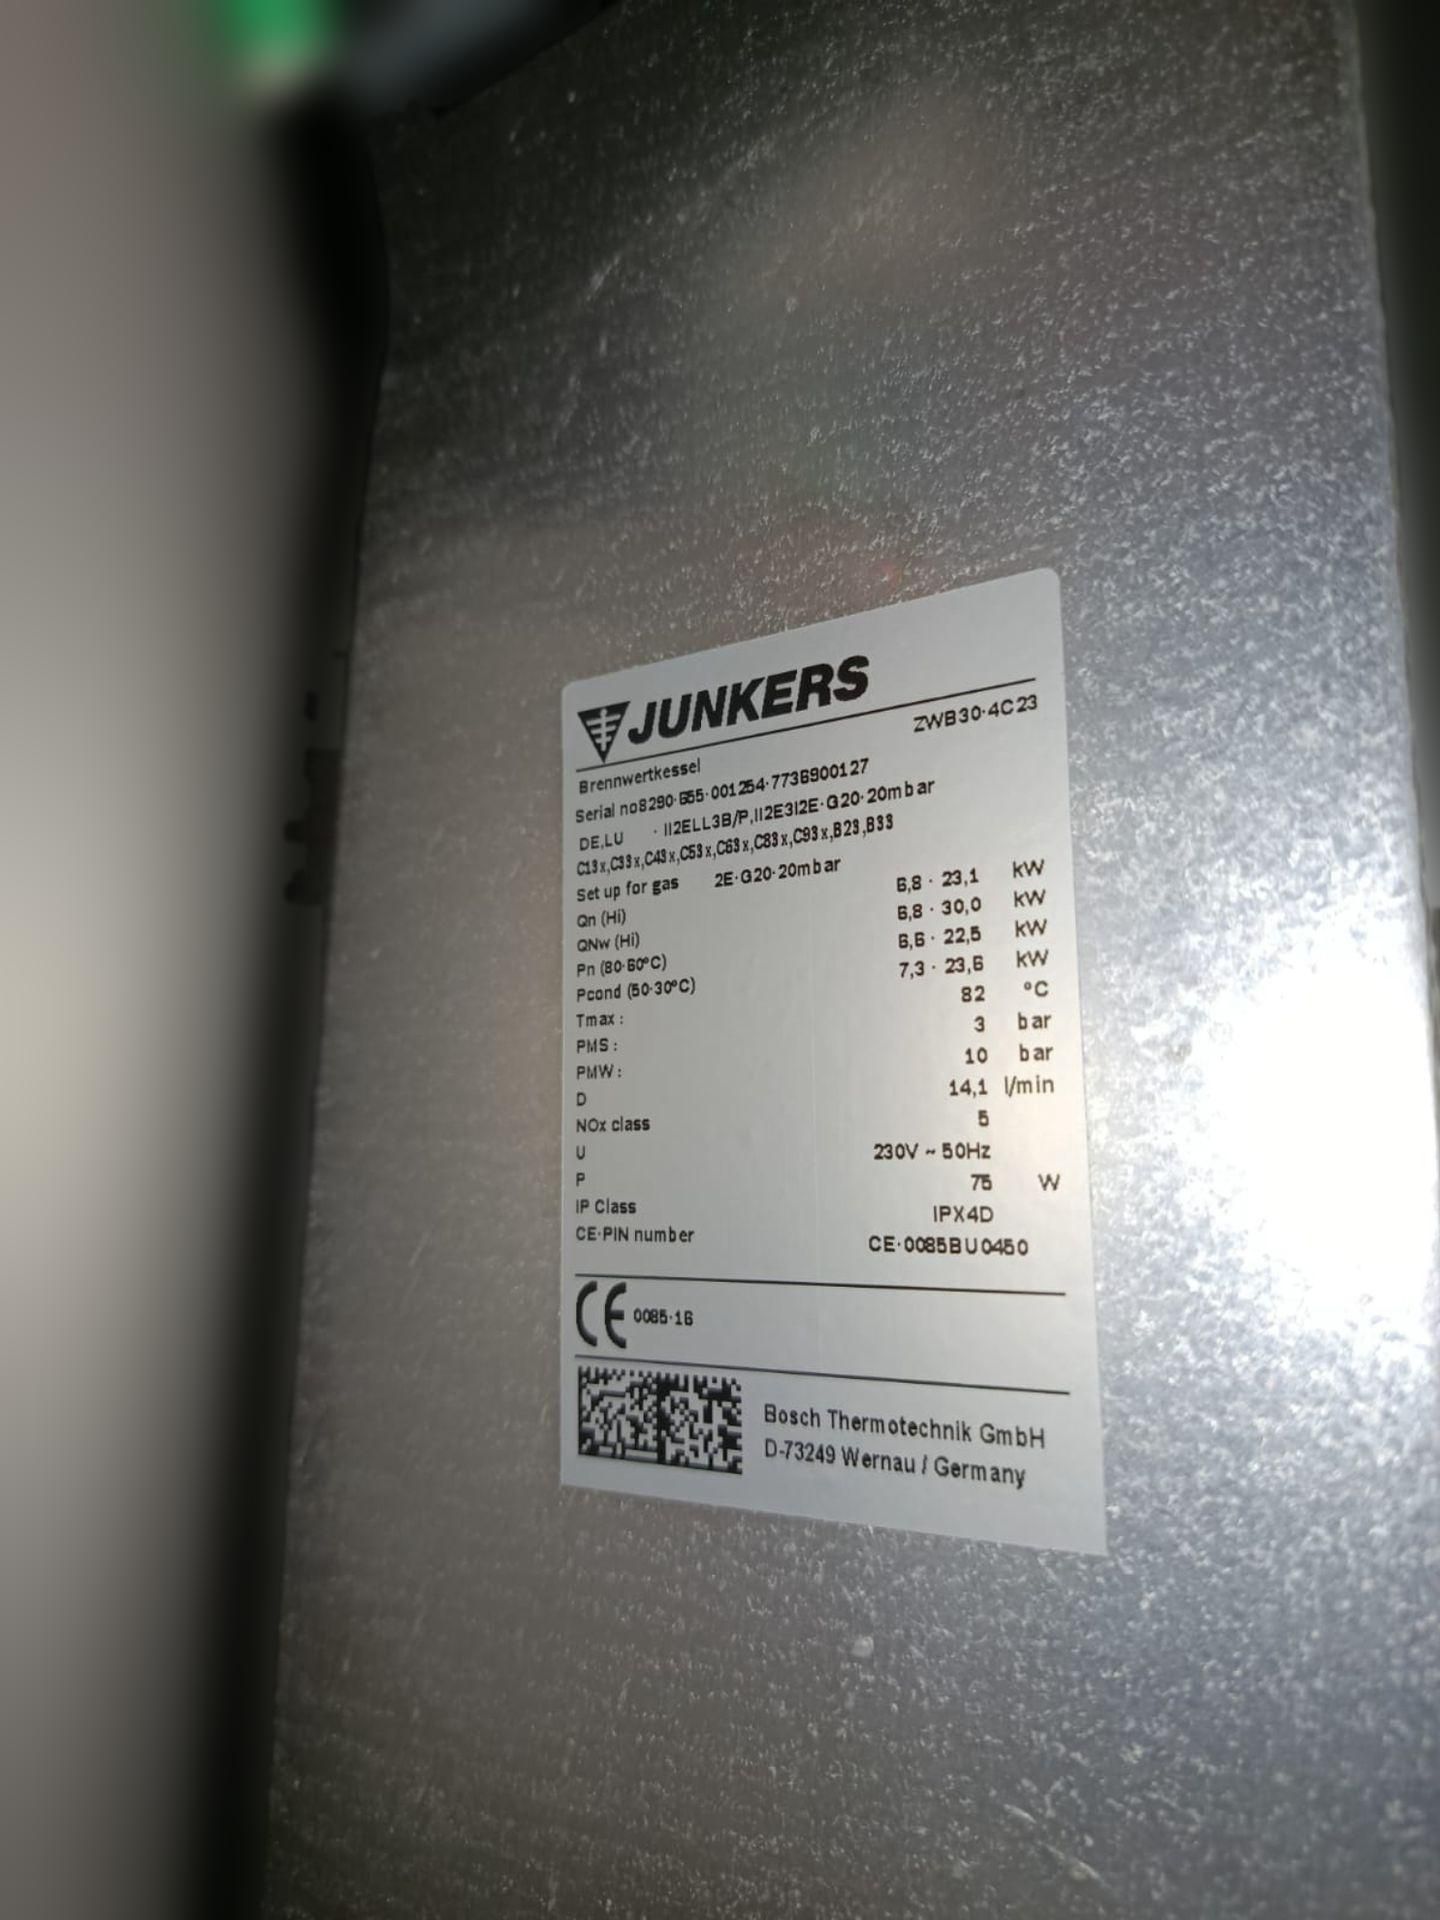 JUNKERS
ZWB30-4C23
Brennwertkessel
Serial no8290-655-001254-7736900127
DE,LU - II2ELL3B/P,II2E3I2E-G20-20mbar
C13x,C33x,C43x,C53x,C63x,C83x,C93x,B23,B33
Set up for gas 2E-G20-20mbar
Qn (Hi) 6,8 - 23,1 kW
QNw (Hi) 6,8 - 30,0 kW
Pn (80-60°C) 6,6 - 22,5 kW
Pcond (50-30°C) 7,3 - 23,6 kW
Tmax : 82 °C
PMS : 3 bar
PMW : 10 bar
D 14,1 l/min
NOx class 5
U 230V ~ 50Hz
P 75 W
IP Class IPX4D
CE-PIN number CE-0085BU0450
CE 0085-16
Bosch Thermotechnik GmbH
D-73249 Wernau / Germany